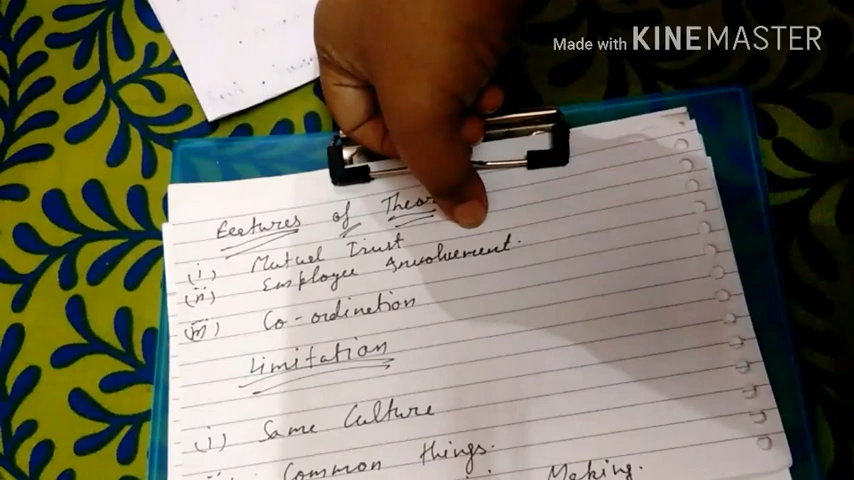 Made with KINEMASTER
Feetures of Theor
(i) Mutual Trust
(ii) Employee Involvement.
(iii) Co-ordination
Limitation
(i) Same Culture
Common things.
Making.